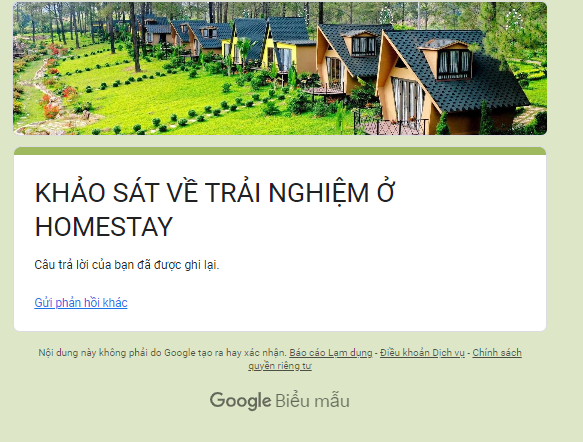 KHẢO SÁT VỀ TRẢI NGHIỆM Ở
HOMESTAY
Câu trả lời của bạn đã được ghi lại.
Gửi phản hồi khác
Nội dung này không phải do Google tạo ra hay xác nhận. Báo cáo Lạm dụng - Điều khoản Dịch vụ - Chính sách
quyền riêng tư
Google Biểu mẫu